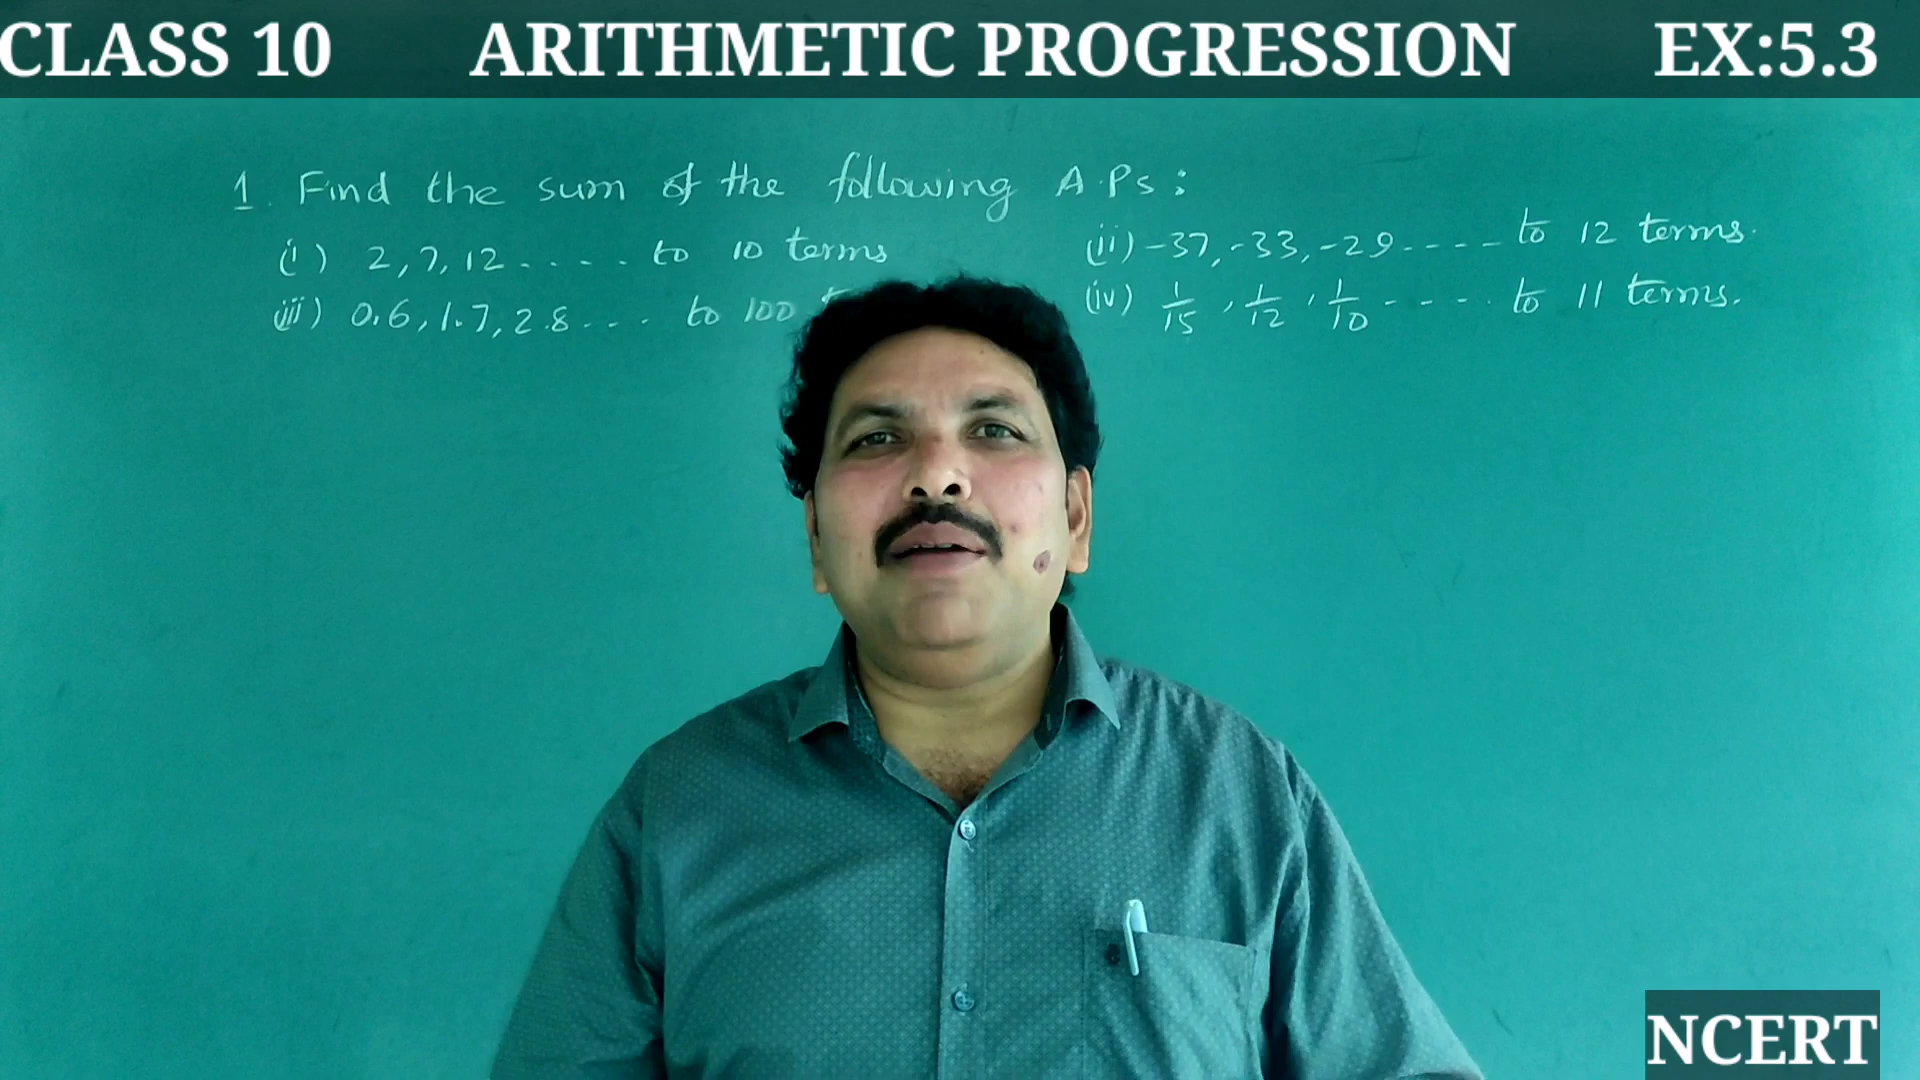 CLASS 10 ARITHMETIC PROGRESSION EX:5.3
1. Find the sum of the following A.Ps:
(i) 2, 7, 12 . . . . . to 10 terms
(ii) -37, -33, -29 - - - - - to 12 terms.
(iii) 0.6, 1.7, 2.8 - - - . to 100
(iv) 1/15, 1/12, 1/10 - - - - . to 11 terms.
NCERT